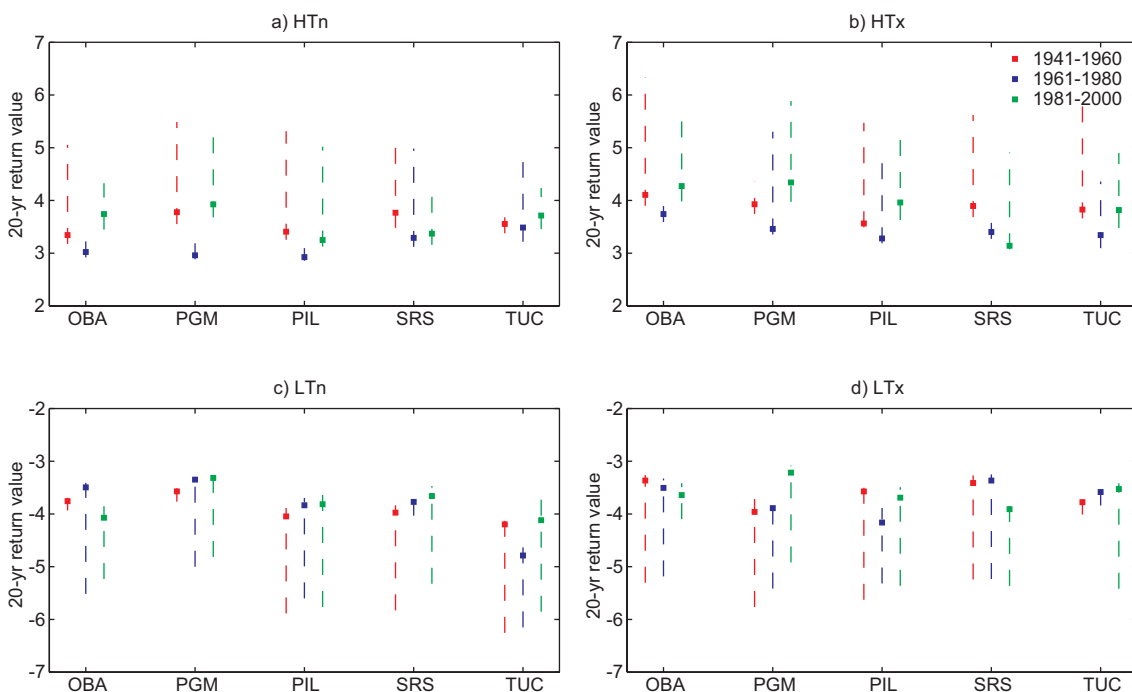 a) HTn
20-yr return value
7
6
5
4
3
2
OBA PGM PIL SRS TUC
b) HTx
1941-1960
1961-1980
1981-2000
20-yr return value
7
6
5
4
3
2
OBA PGM PIL SRS TUC
c) LTn
20-yr return value
-2
-3
-4
-5
-6
-7
OBA PGM PIL SRS TUC
d) LTx
20-yr return value
-2
-3
-4
-5
-6
-7
OBA PGM PIL SRS TUC